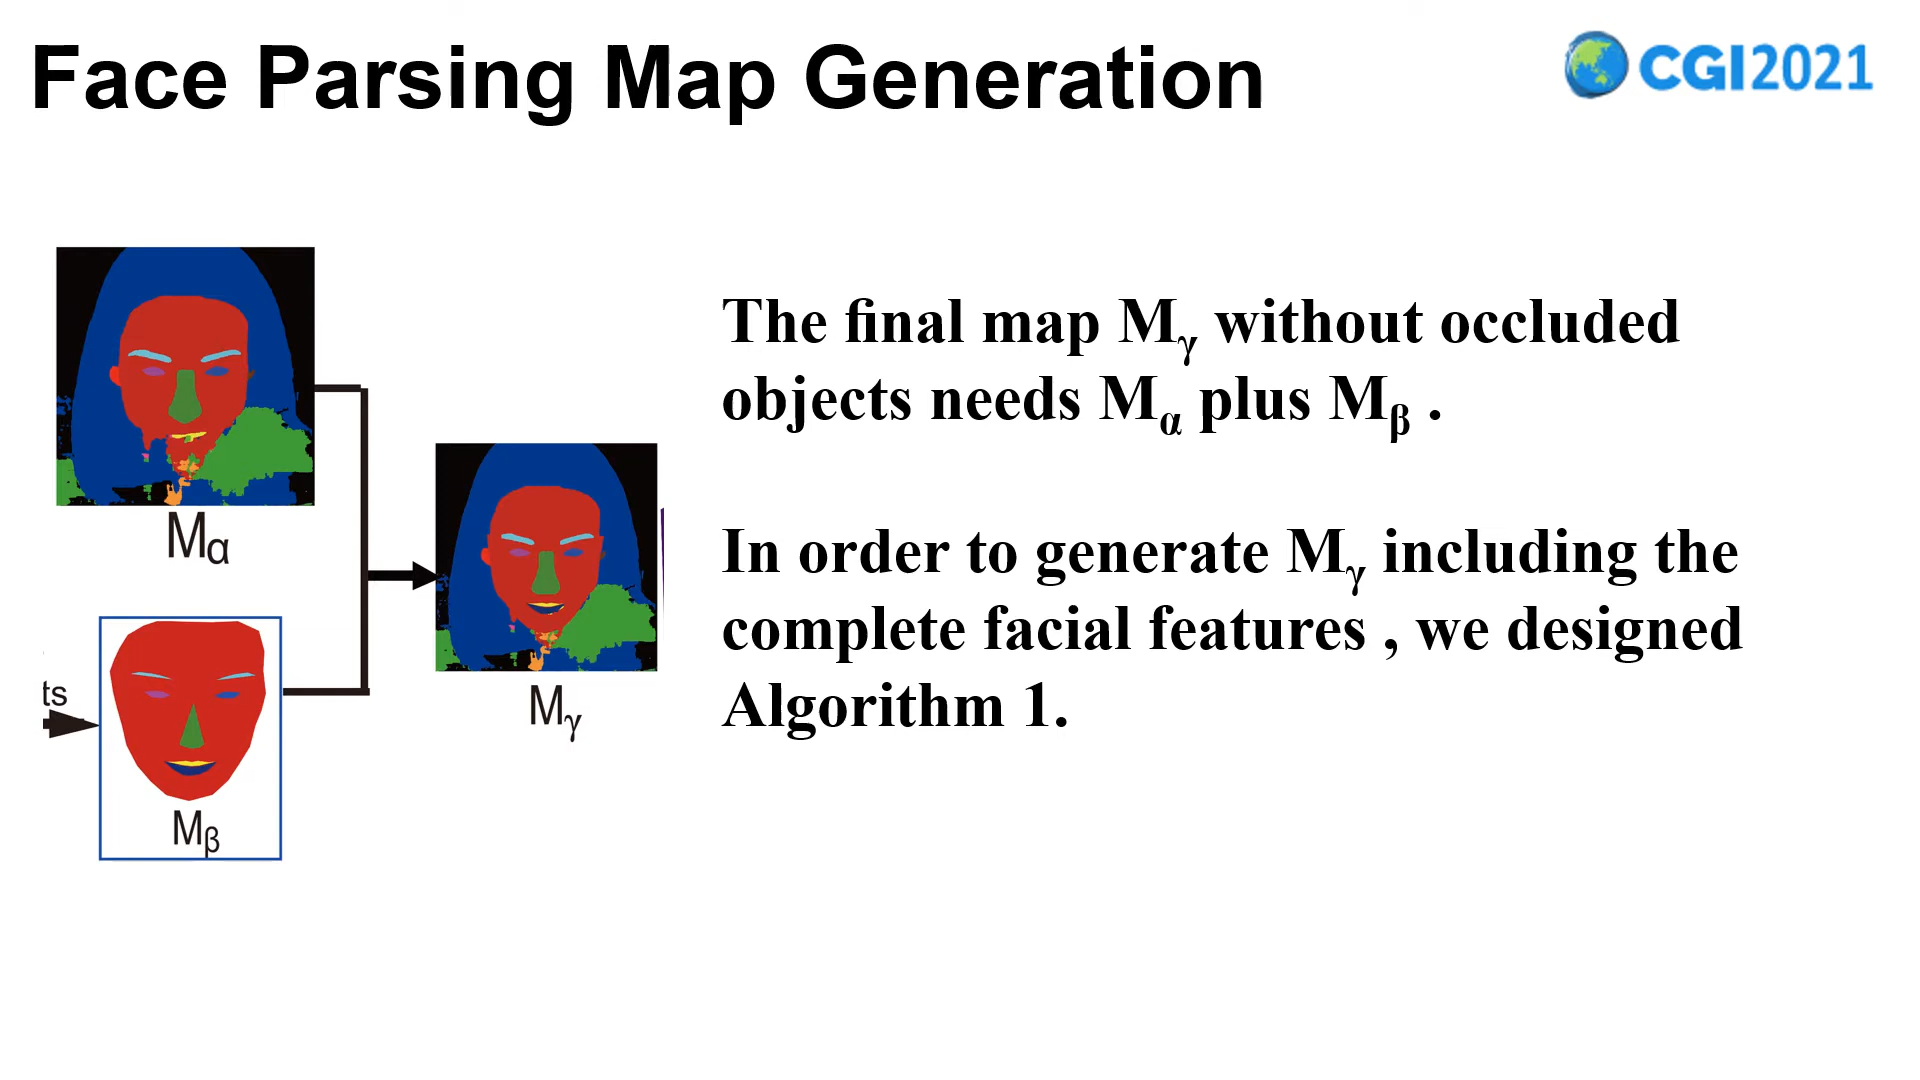 Face Parsing Map Generation
CGI2021
The final map Mγ without occluded
objects needs Mα plus Mβ .
In order to generate Mγ including the
complete facial features , we designed
Algorithm 1.
Mα
Mγ
ts
Mβ